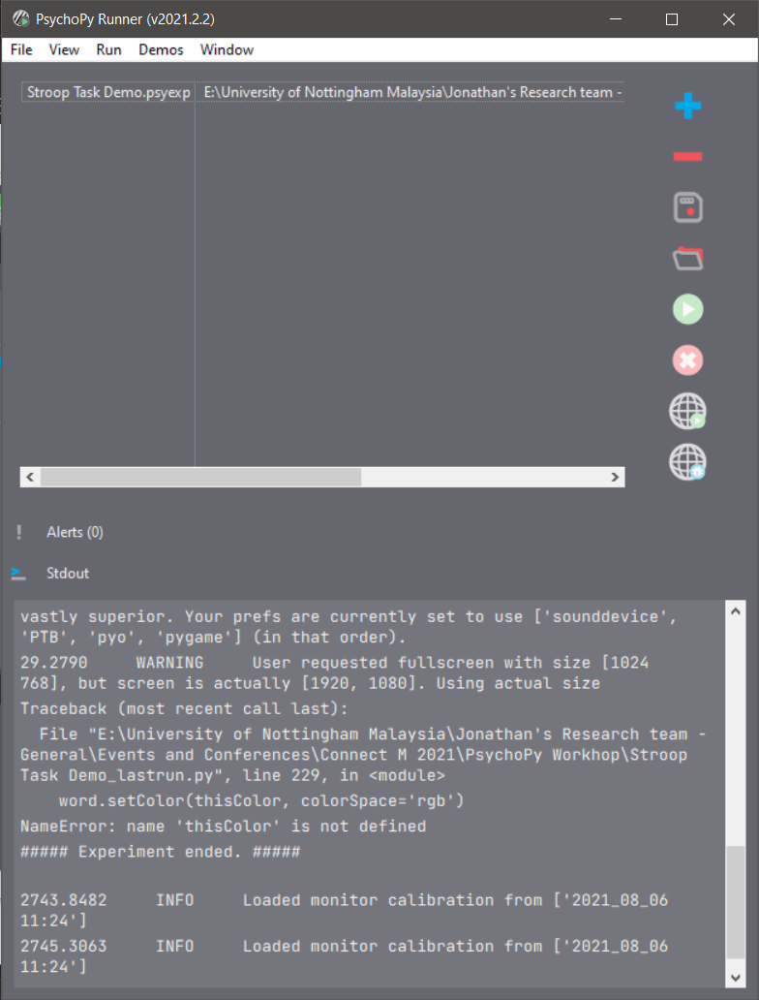 PsychoPy Runner (v2021.2.2)
File View Run Demos Window
Stroop Task Demo.psyexp E:\University of Nottingham Malaysia\Jonathan's Research team -
! Alerts (0)
>_ Stdout
vastly superior. Your prefs are currently set to use ['sounddevice',
'PTB', 'pyo', 'pygame'] (in that order).
29.2790 WARNING User requested fullscreen with size [1024
768], but screen is actually [1920, 1080]. Using actual size
Traceback (most recent call last):
File "E:\University of Nottingham Malaysia\Jonathan's Research team -
General\Events and Conferences\Connect M 2021\PsychoPy Workhop\Stroop
Task Demo_lastrun.py", line 229, in <module>
word.setColor(thisColor, colorSpace='rgb')
NameError: name 'thisColor' is not defined
##### Experiment ended. #####
2743.8482 INFO Loaded monitor calibration from ['2021_08_06
11:24']
2745.3063 INFO Loaded monitor calibration from ['2021_08_06
11:24']